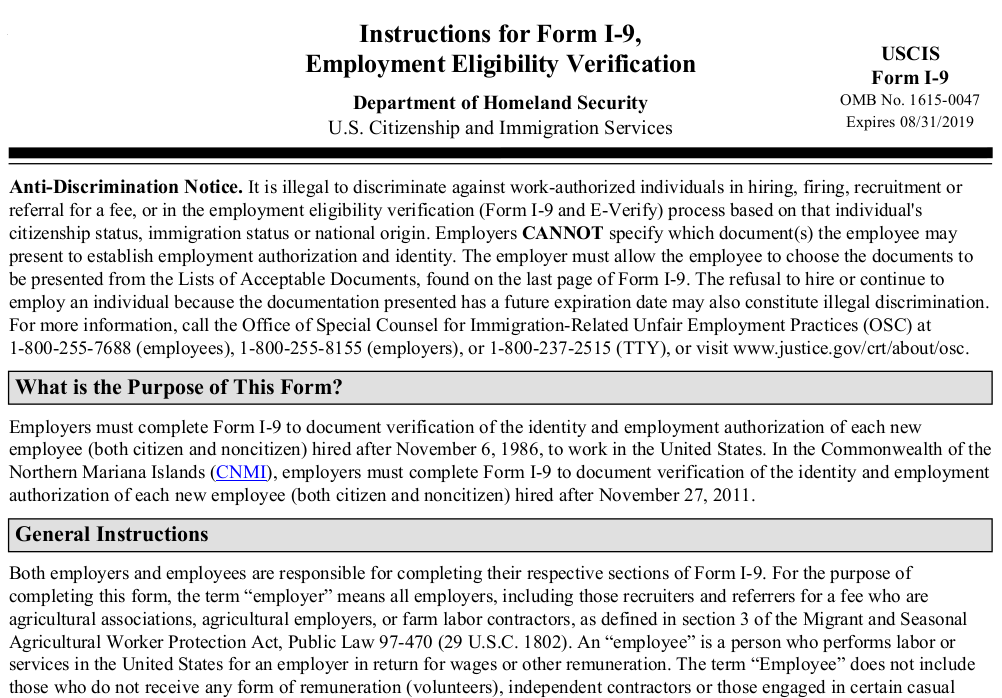 Instructions for Form I-9,
Employment Eligibility Verification
Department of Homeland Security
U.S. Citizenship and Immigration Services
USCIS
Form I-9
OMB No. 1615-0047
Expires 08/31/2019
Anti-Discrimination Notice. It is illegal to discriminate against work-authorized individuals in hiring, firing, recruitment or
referral for a fee, or in the employment eligibility verification (Form I-9 and E-Verify) process based on that individual's
citizenship status, immigration status or national origin. Employers CANNOT specify which document(s) the employee may
present to establish employment authorization and identity. The employer must allow the employee to choose the documents to
be presented from the Lists of Acceptable Documents, found on the last page of Form I-9. The refusal to hire or continue to
employ an individual because the documentation presented has a future expiration date may also constitute illegal discrimination.
For more information, call the Office of Special Counsel for Immigration-Related Unfair Employment Practices (OSC) at
1-800-255-7688 (employees), 1-800-255-8155 (employers), or 1-800-237-2515 (TTY), or visit www.justice.gov/crt/about/osc.
What is the Purpose of This Form?
Employers must complete Form I-9 to document verification of the identity and employment authorization of each new
employee (both citizen and noncitizen) hired after November 6, 1986, to work in the United States. In the Commonwealth of the
Northern Mariana Islands (CNMI), employers must complete Form I-9 to document verification of the identity and employment
authorization of each new employee (both citizen and noncitizen) hired after November 27, 2011.
General Instructions
Both employers and employees are responsible for completing their respective sections of Form I-9. For the purpose of
completing this form, the term “employer” means all employers, including those recruiters and referrers for a fee who are
agricultural associations, agricultural employers, or farm labor contractors, as defined in section 3 of the Migrant and Seasonal
Agricultural Worker Protection Act, Public Law 97-470 (29 U.S.C. 1802). An “employee” is a person who performs labor or
services in the United States for an employer in return for wages or other remuneration. The term “Employee” does not include
those who do not receive any form of remuneration (volunteers), independent contractors or those engaged in certain casual